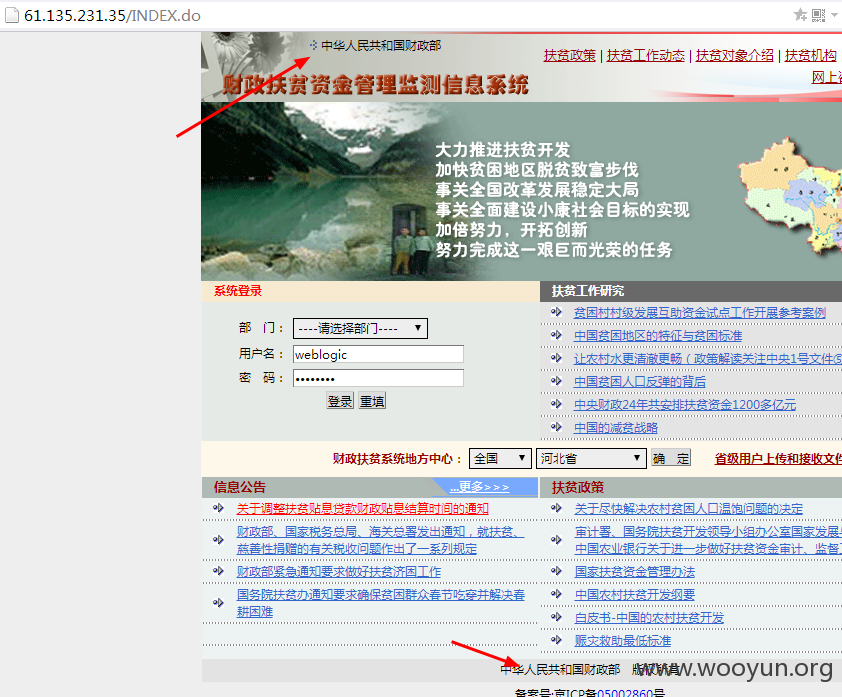 61.135.231.35/INDEX.do
中华人民共和国财政部
扶贫政策 | 扶贫工作动态 | 扶贫对象介绍 | 扶贫机构
网上
财政扶贫资金管理监测信息系统
大力推进扶贫开发
加快贫困地区脱贫致富步伐
事关全国改革发展稳定大局
事关全面建设小康社会目标的实现
加倍努力，开拓创新
努力完成这一艰巨而光荣的任务
系统登录
部 门： ----请选择部门----
用户名： weblogic
密 码： ••••••••
登录 重填
扶贫工作研究
贫困村村级发展互助资金试点工作开展参考案例
中国贫困地区的特征与贫困标准
让农村水更清澈更畅（政策解读关注中央1号文件⑤
中国贫困人口反弹的背后
中央财政24年共安排扶贫资金1200多亿元
中国的减贫战略
财政扶贫系统地方中心： 全国 河北省 确 定 省级用户上传和接收文件
信息公告 ...更多>>>
关于调整扶贫贴息贷款财政贴息结算时间的通知
财政部、国家税务总局、海关总署发出通知，就扶贫、
慈善性捐赠的有关税收问题作出了一系列规定
财政部紧急通知要求做好扶贫济困工作
国务院扶贫办通知要求确保贫困群众春节吃穿并解决春
耕困难
扶贫政策
关于尽快解决农村贫困人口温饱问题的决定
审计署、国务院扶贫开发领导小组办公室国家发展
中国农业银行关于进一步做好扶贫资金审计、监督
国家扶贫资金管理办法
中国农村扶贫开发纲要
白皮书-中国的农村扶贫开发
赈灾救助最低标准
中华人民共和国财政部 版权所有
www.wooyun.org
备案号:京ICP备05002860号